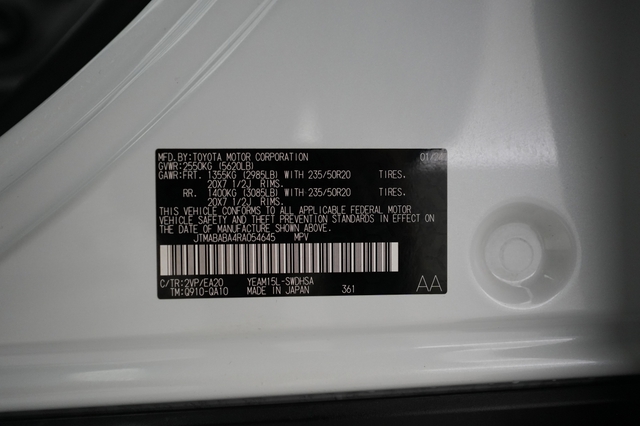 MFD.BY:TOYOTA MOTOR CORPORATION 01/24
GVWR:2550KG (5620LB)
GAWR:FRT. 1355KG (2985LB) WITH 235/50R20 TIRES.
20X7 1/2J RIMS.
RR. 1400KG (3085LB) WITH 235/50R20 TIRES.
20X7 1/2J RIMS.
THIS VEHICLE CONFORMS TO ALL APPLICABLE FEDERAL MOTOR
VEHICLE SAFETY AND THEFT PREVENTION STANDARDS IN EFFECT ON
THE DATE OF MANUFACTURE SHOWN ABOVE.
JTMABABA4RA054645 MPV
C/TR:2VP/EA20 YEAM15L-SWDHSA
TM:Q910-QA10 MADE IN JAPAN 361 AA